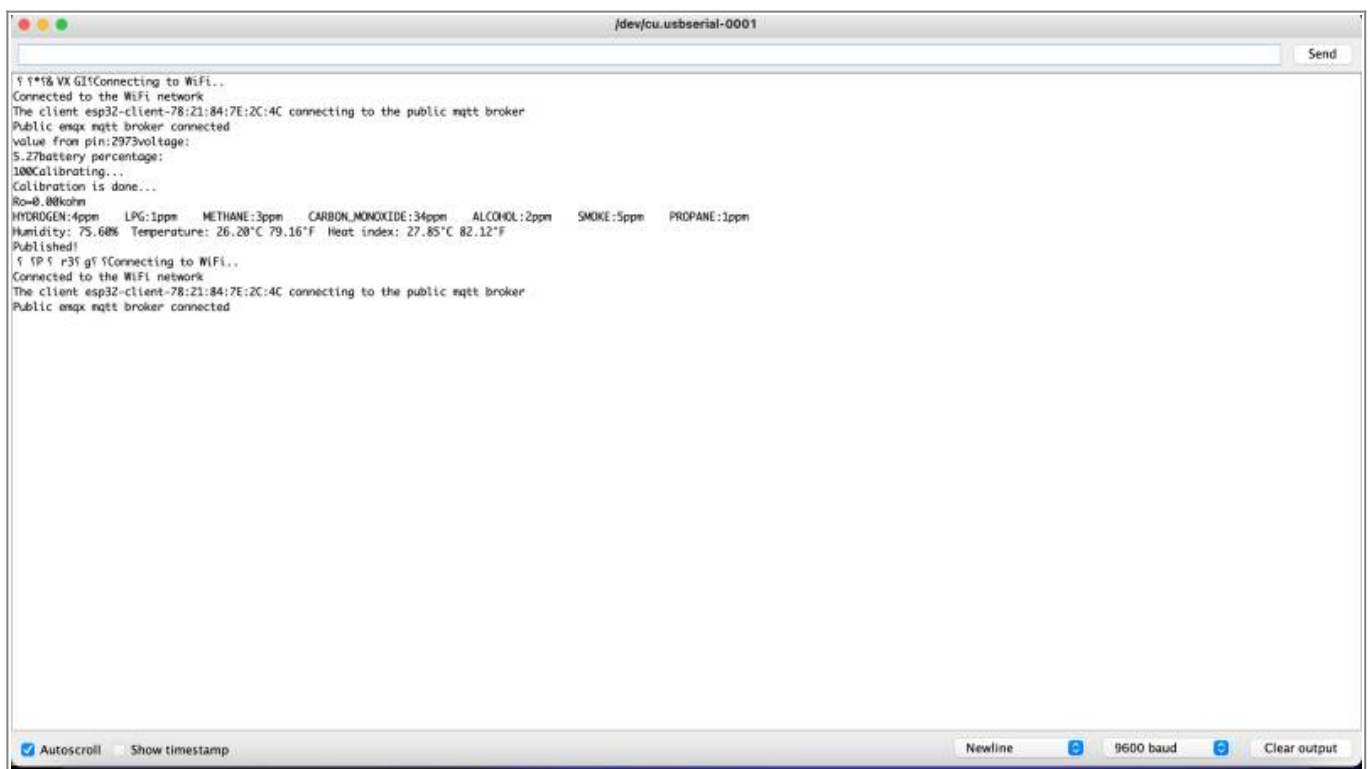 /dev/cu.usbserial-0001
Send
Connecting to WiFi..
Connected to the WiFi network
The client esp32-client-78:21:84:7E:2C:4C connecting to the public mqtt broker
Public emqx mqtt broker connected
value from pin:2973voltage:
5.27battery percentage:
100Calibrating...
Calibration is done...
Ro=0.00kohm
HYDROGEN:4ppm LPG:1ppm METHANE:3ppm CARBON_MONOXIDE:34ppm ALCOHOL:2ppm SMOKE:5ppm PROPANE:1ppm
Humidity: 75.60% Temperature: 26.20°C 79.16°F Heat index: 27.85°C 82.12°F
Published!
Connecting to WiFi..
Connected to the WiFi network
The client esp32-client-78:21:84:7E:2C:4C connecting to the public mqtt broker
Public emqx mqtt broker connected
Autoscroll Show timestamp Newline 9600 baud Clear output